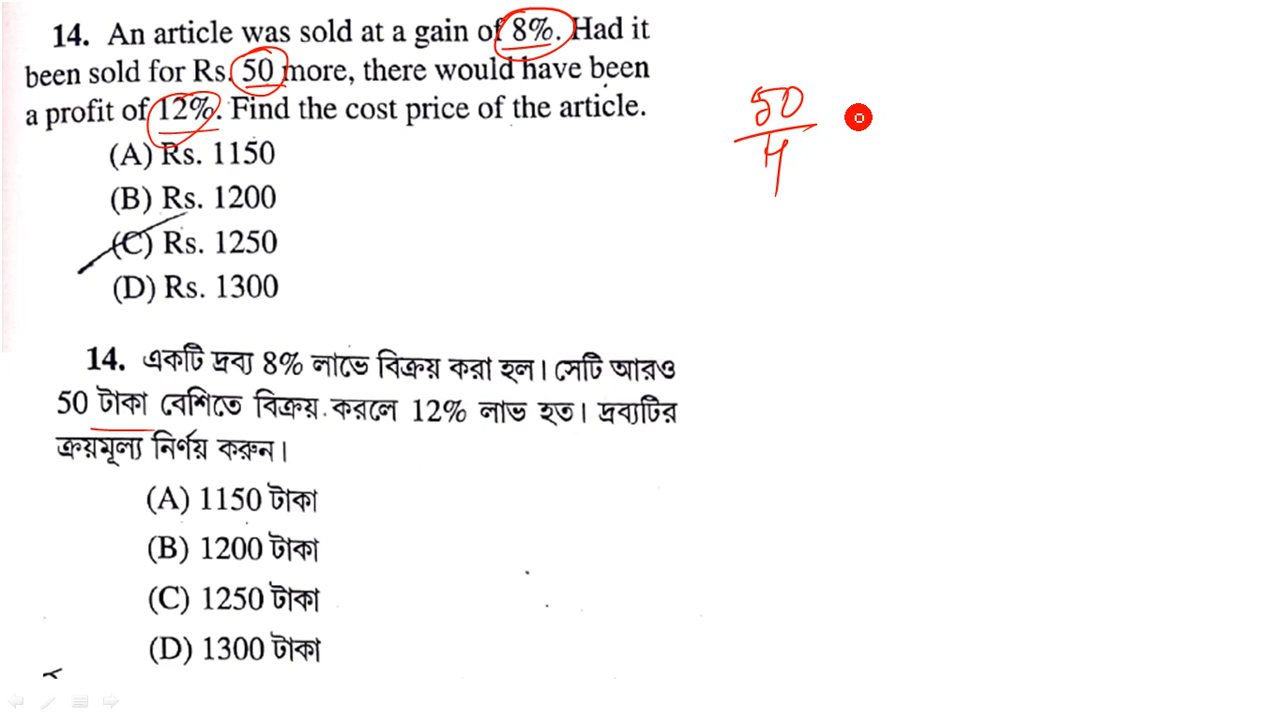 14. An article was sold at a gain of 8%. Had it
been sold for Rs. 50 more, there would have been
a profit of 12%. Find the cost price of the article.
(A) Rs. 1150
(B) Rs. 1200
(C) Rs. 1250
(D) Rs. 1300
50
4
14. একটি দ্রব্য 8% লাভে বিক্রয় করা হল। সেটি আরও
50 টাকা বেশিতে বিক্রয় করলে 12% লাভ হত। দ্রব্যটির
ক্রয়মূল্য নির্ণয় করুন।
(A) 1150 টাকা
(B) 1200 টাকা
(C) 1250 টাকা
(D) 1300 টাকা